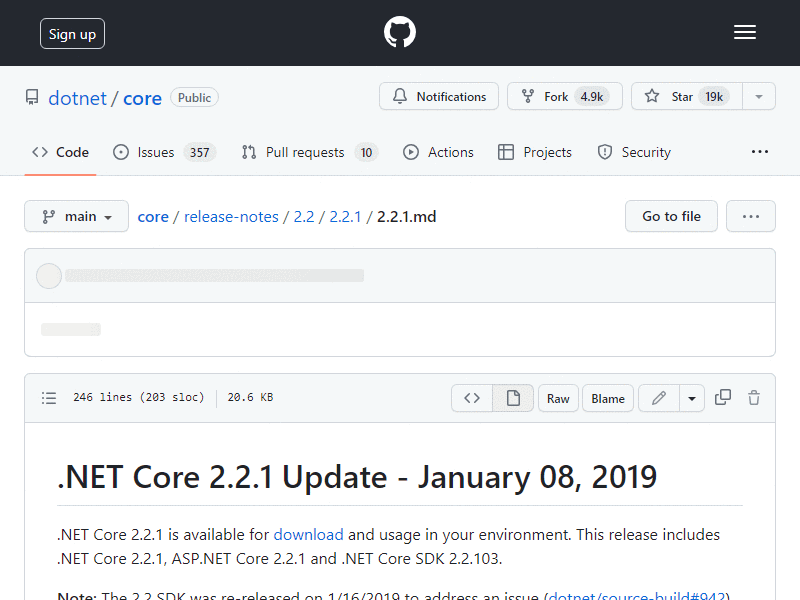 Sign up
dotnet / core Public Notifications Fork 4.9k Star 19k
Code Issues 357 Pull requests 10 Actions Projects Security
main core / release-notes / 2.2 / 2.2.1 / 2.2.1.md Go to file
246 lines (203 sloc) 20.6 KB Raw Blame
.NET Core 2.2.1 Update - January 08, 2019
.NET Core 2.2.1 is available for download and usage in your environment. This release includes
.NET Core 2.2.1, ASP.NET Core 2.2.1 and .NET Core SDK 2.2.103.
Note: The 2.2 SDK was re-released on 1/16/2019 to address an issue (dotnet/source-build#942)